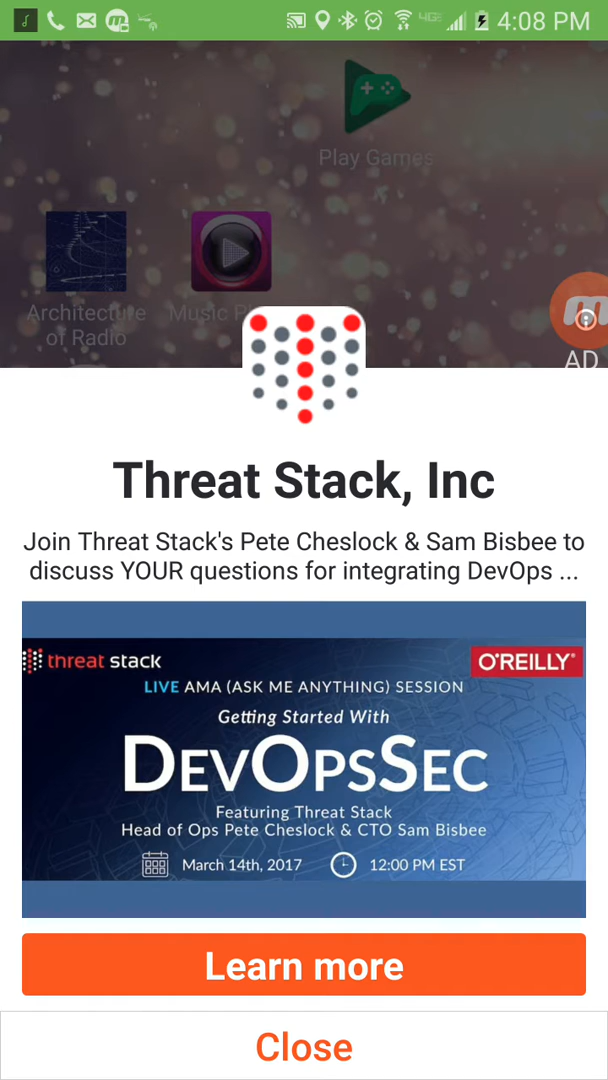 4G LTE 4:08 PM
Play Games
Architecture
of Radio
Music
AD
Threat Stack, Inc
Join Threat Stack's Pete Cheslock & Sam Bisbee to
discuss YOUR questions for integrating DevOps ...
threat stack
O'REILLY®
LIVE AMA (ASK ME ANYTHING) SESSION
Getting Started With
DEVOPSSEC
Featuring Threat Stack
Head of Ops Pete Cheslock & CTO Sam Bisbee
March 14th, 2017 12:00 PM EST
Learn more
Close